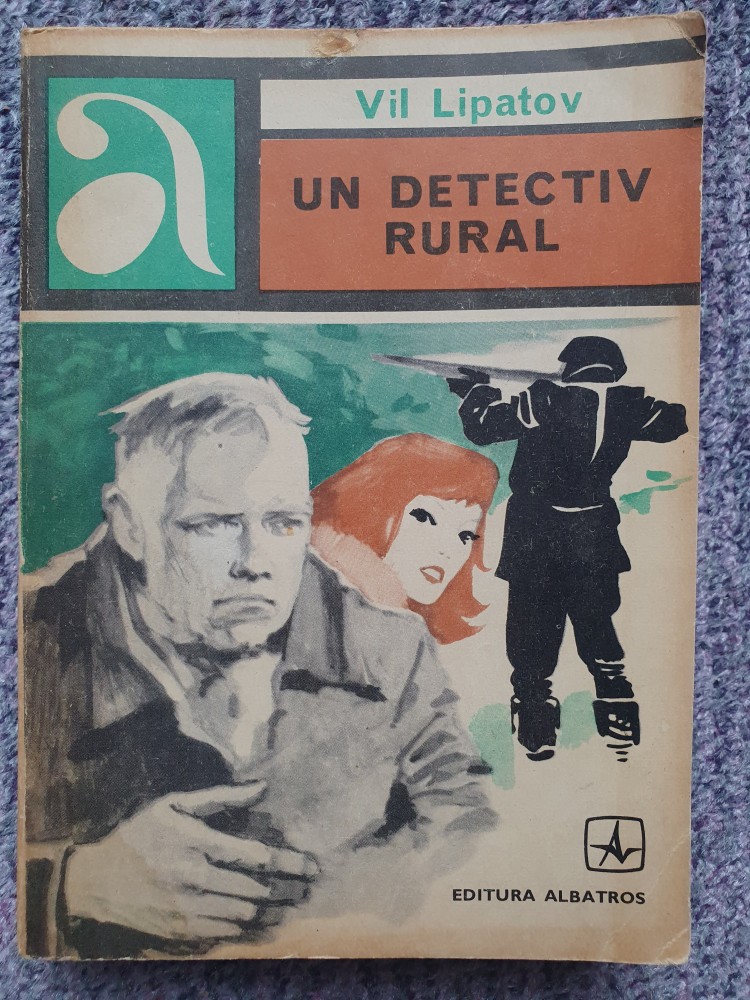 a
Vil Lipatov
UN DETECTIV
RURAL
EDITURA ALBATROS